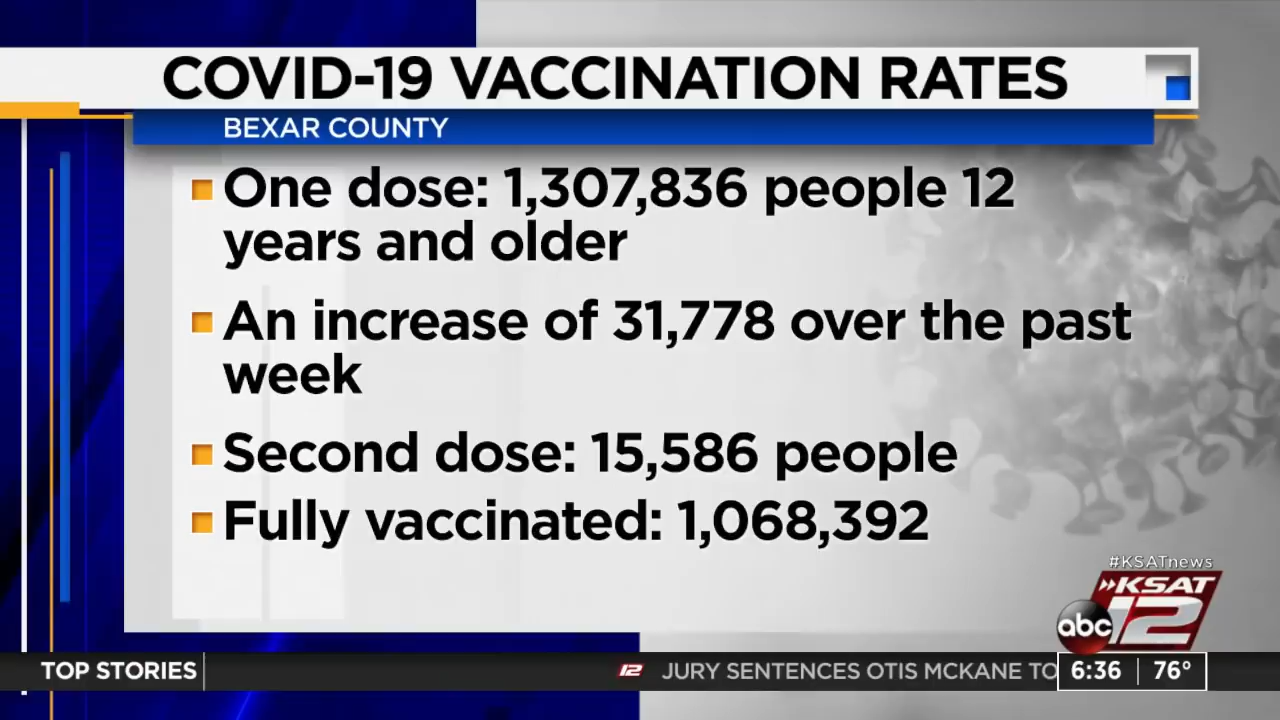 COVID-19 VACCINATION RATES
BEXAR COUNTY
One dose: 1,307,836 people 12
years and older
An increase of 31,778 over the past
week
Second dose: 15,586 people
Fully vaccinated: 1,068,392
#KSATnews
KSAT
abc 12
TOP STORIES 12 JURY SENTENCES OTIS MCKANE TO 6:36 76°